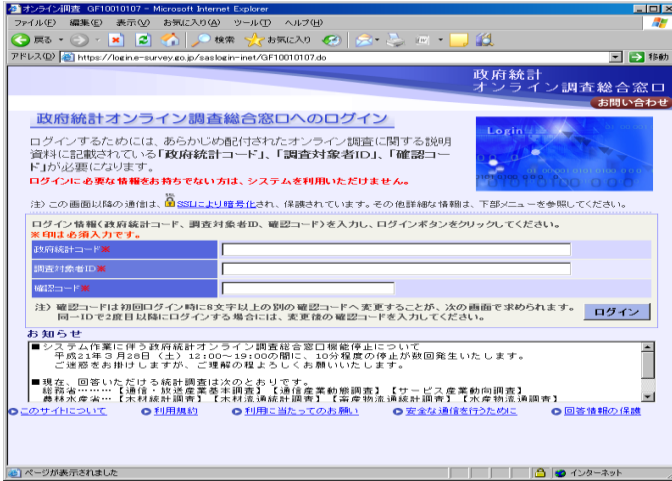 オンライン調査 GF10010107 - Microsoft Internet Explorer
ファイル(F) 編集(E) 表示(V) お気に入り(A) ツール(T) ヘルプ(H)
戻る 検索 お気に入り
アドレス(D) https://login.e-survey.go.jp/saslogin-inet/GF10010107.do 移動
政府統計
オンライン調査総合窓口
お問い合わせ
政府統計オンライン調査総合窓口へのログイン
Login
ログインするためには、あらかじめ配付されたオンライン調査に関する説明
資料に記載されている「政府統計コード」、「調査対象者ID」、「確認コー
ド」が必要になります。
ログインに必要な情報をお持ちでない方は、システムを利用いただけません。
注) この画面以降の通信は、SSLにより暗号化され、保護されています。その他詳細な情報は、下部メニューを参照してください。
ログイン情報(政府統計コード、調査対象者ID、確認コード)を入力し、ログインボタンをクリックしてください。
※印は必須入力です。
政府統計コード※
調査対象者ID※
確認コード※
注) 確認コードは初回ログイン時に8文字以上の別の確認コードへ変更することが、次の画面で求められます。
同一IDで2度目以降にログインする場合には、変更後の確認コードを入力してください。
ログイン
お知らせ
■システム作業に伴う政府統計オンライン調査総合窓口機能停止について
平成21年3月28日(土)12:00~19:00の間に、10分程度の停止が数回発生いたします。
ご迷惑をお掛けしますが、ご理解の程よろしくお願いいたします。
■現在、回答いただける統計調査は次のとおりです。
総務省……【通信・放送産業基本調査】【信産業動態調査】【サービス産業動向調査】
農林水産省…【木材統計調査】【木材流通統計調査】【畜産物流通統計調査】【水産物流通調査】
このサイトについて 利用規約 利用に当たってのお願い 安全な通信を行うために 回答情報の保護
ページが表示されました インターネット